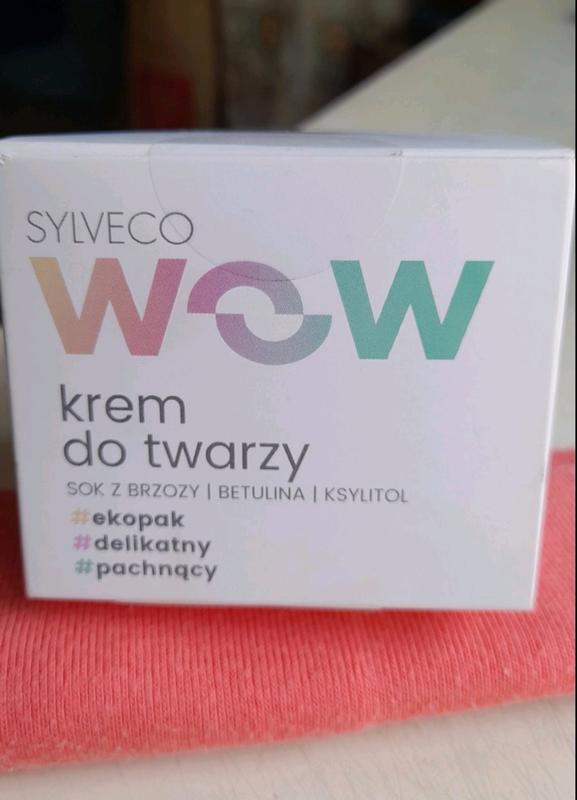 SYLVECO
WOW
krem
do twarzy
SOK Z BRZOZY | BETULINA | KSYLITOL
#ekopak
#delikatny
#pachnący